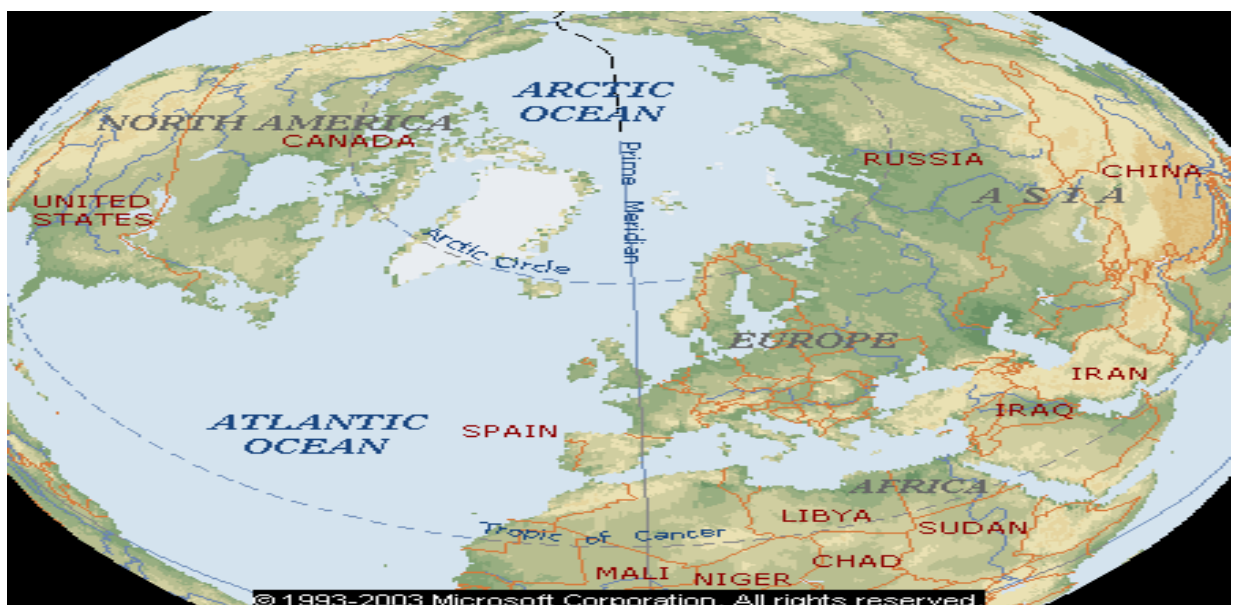 ARCTIC
OCEAN
NORTH AMERICA
CANADA
Prime Meridian
RUSSIA
CHINA
ASIA
UNITED
STATES
Arctic Circle
EUROPE
IRAN
IRAQ
ATLANTIC
OCEAN
SPAIN
AFRICA
LIBYA
SUDAN
Tropic of Cancer
CHAD
MALI
NIGER
© 1993-2003 Microsoft Corporation. All rights reserved.